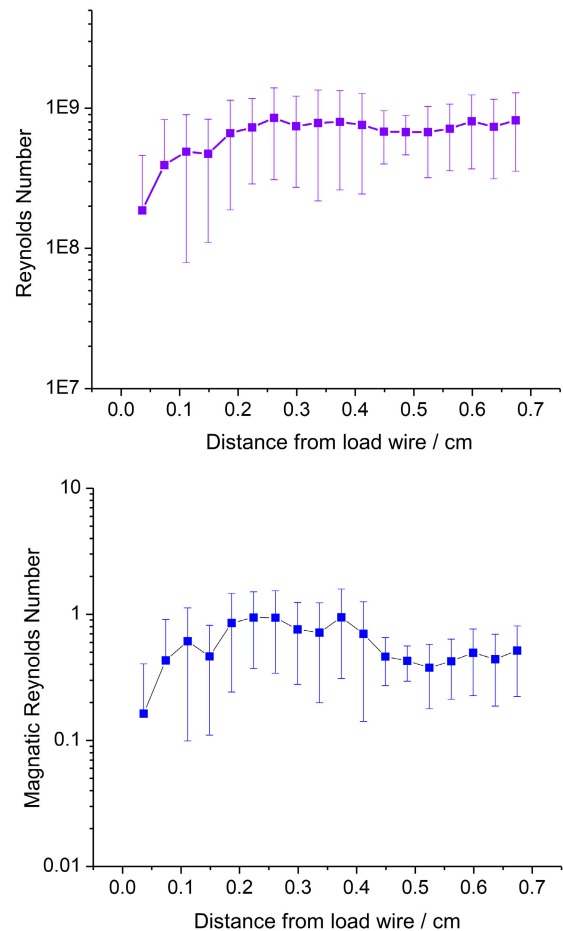 1E9
1E8
1E7
Reynolds Number
0.0 0.1 0.2 0.3 0.4 0.5 0.6 0.7
Distance from load wire / cm
10
1
0.1
0.01
Magnatic Reynolds Number
0.0 0.1 0.2 0.3 0.4 0.5 0.6 0.7
Distance from load wire / cm